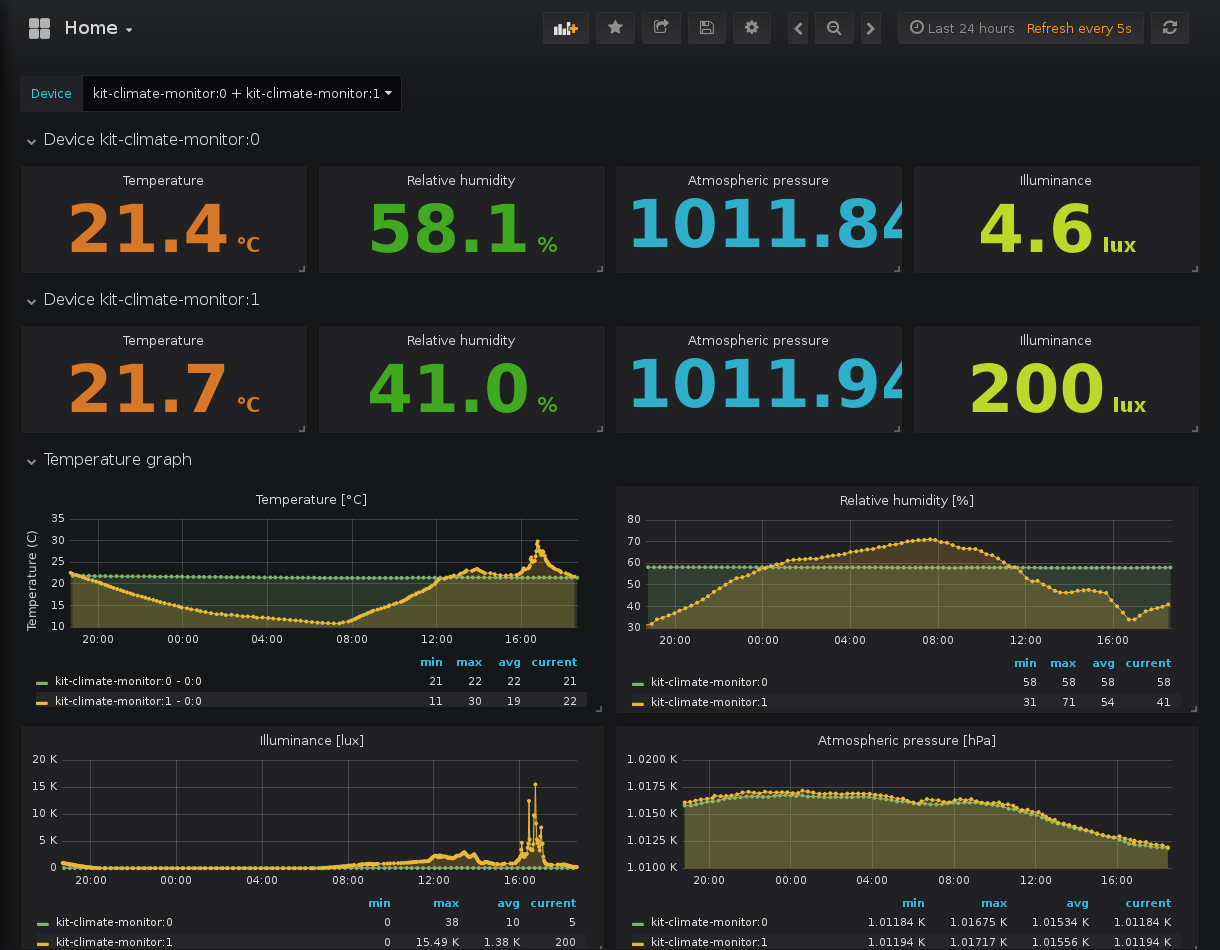 Home
Last 24 hours Refresh every 5s
Device kit-climate-monitor:0 + kit-climate-monitor:1
Device kit-climate-monitor:0
Temperature Relative humidity Atmospheric pressure Illuminance
21.4 °C 58.1 % 1011.84 4.6 lux
Device kit-climate-monitor:1
Temperature Relative humidity Atmospheric pressure Illuminance
21.7 °C 41.0 % 1011.94 200 lux
Temperature graph
Temperature [°C]
Temperature (C)
35
30
25
20
15
10
20:00 00:00 04:00 08:00 12:00 16:00
min max avg current
kit-climate-monitor:0 - 0:0 21 22 22 21
kit-climate-monitor:1 - 0:0 11 30 19 22
Relative humidity [%]
80
70
60
50
40
30
20:00 00:00 04:00 08:00 12:00 16:00
min max avg current
kit-climate-monitor:0 58 58 58 58
kit-climate-monitor:1 31 71 54 41
Illuminance [lux]
20 K
15 K
10 K
5 K
0
20:00 00:00 04:00 08:00 12:00 16:00
min max avg current
kit-climate-monitor:0 0 38 10 5
kit-climate-monitor:1 0 15.49 K 1.38 K 200
Atmospheric pressure [hPa]
1.0200 K
1.0175 K
1.0150 K
1.0125 K
1.0100 K
20:00 00:00 04:00 08:00 12:00 16:00
min max avg current
kit-climate-monitor:0 1.01184 K 1.01675 K 1.01534 K 1.01184 K
kit-climate-monitor:1 1.01194 K 1.01717 K 1.01556 K 1.01194 K